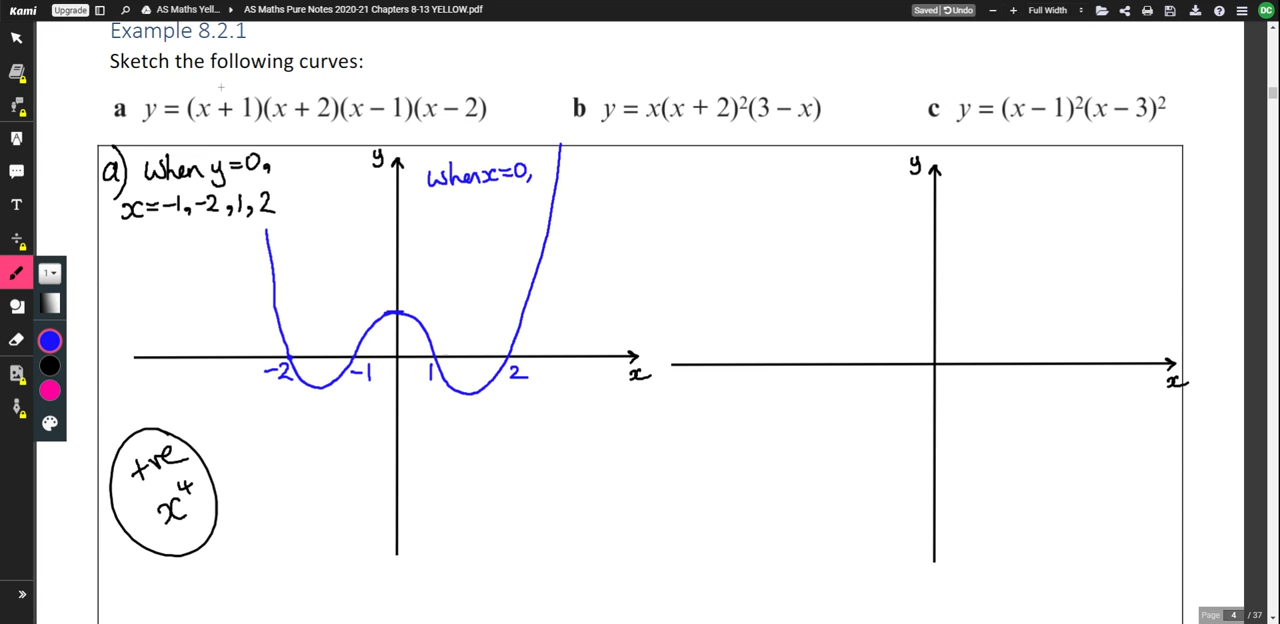 Kami Upgrade AS Maths Yell... AS Maths Pure Notes 2020-21 Chapters 8-13 YELLOW.pdf Saved Undo Full Width DC
Example 8.2.1
Sketch the following curves:
a y = (x + 1)(x + 2)(x − 1)(x − 2) b y = x(x + 2)²(3 − x) c y = (x − 1)²(x − 3)²
a) when y=0,
x=-1,-2,1,2
y
when x=0,
y
-2 -1 1 2 x
x
+ve
x⁴
1
T
Page 4 / 37